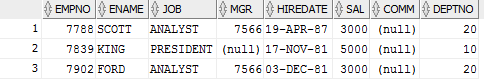 EMPNO ENAME JOB MGR HIREDATE SAL COMM DEPTNO
1 7788 SCOTT ANALYST 7566 19-APR-87 3000 (null) 20
2 7839 KING PRESIDENT (null) 17-NOV-81 5000 (null) 10
3 7902 FORD ANALYST 7566 03-DEC-81 3000 (null) 20